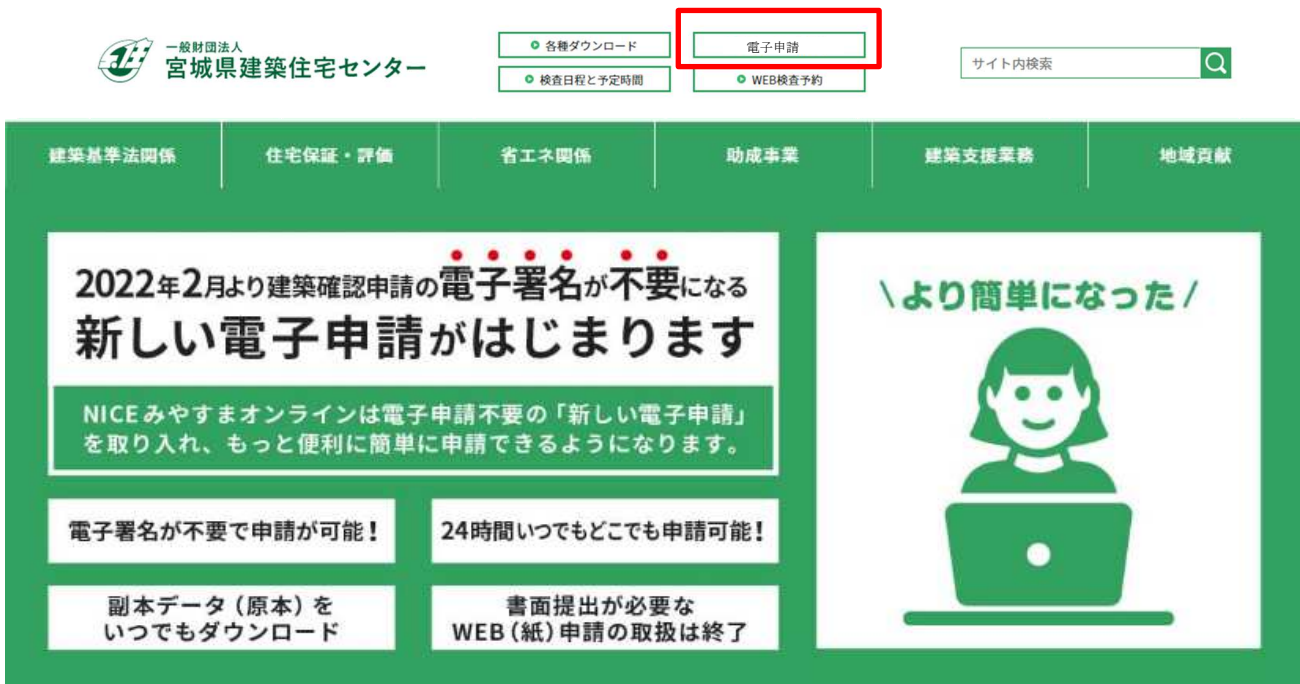 一般財団法人
宮城県建築住宅センター
各種ダウンロード
電子申請
検査日程と予定時間
WEB検査予約
サイト内検索
建築基準法関係
住宅保証・評価
省エネ関係
助成事業
建築支援業務
地域貢献
2022年2月より建築確認申請の電子署名が不要になる
新しい電子申請がはじまります
NICEみやすまオンラインは電子申請不要の「新しい電子申請」
を取り入れ、もっと便利に簡単に申請できるようになります。
\より簡単になった/
電子署名が不要で申請が可能!
24時間いつでもどこでも申請可能!
副本データ(原本)を
いつでもダウンロード
書面提出が必要な
WEB(紙)申請の取扱は終了